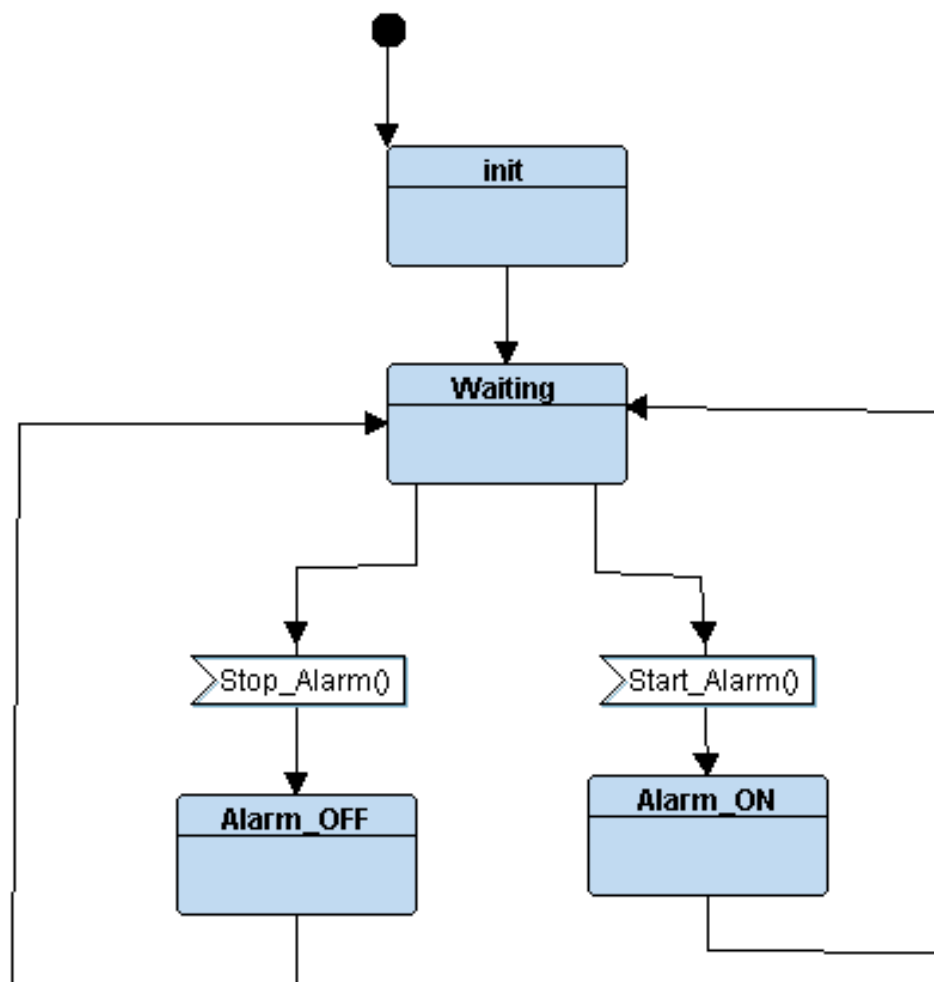 init
Waiting
Stop_Alarm()
Start_Alarm()
Alarm_OFF
Alarm_ON